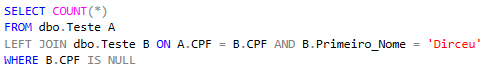 SELECT COUNT(*)
FROM dbo.Teste A
LEFT JOIN dbo.Teste B ON A.CPF = B.CPF AND B.Primeiro_Nome = 'Dirceu'
WHERE B.CPF IS NULL